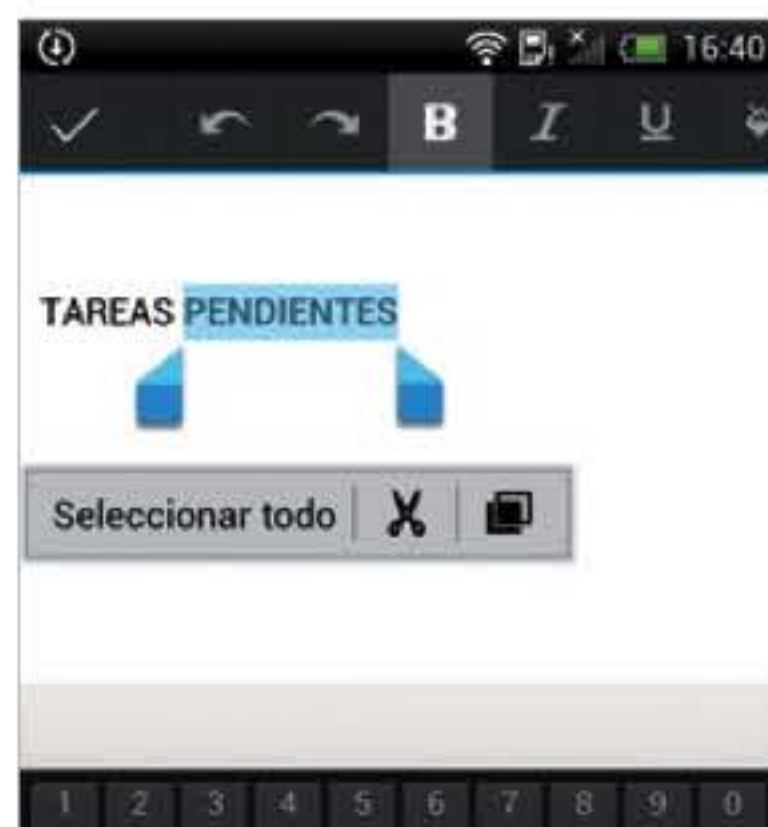 16:40
B I U
TAREAS PENDIENTES
Seleccionar todo
1 2 3 4 5 6 7 8 9 0